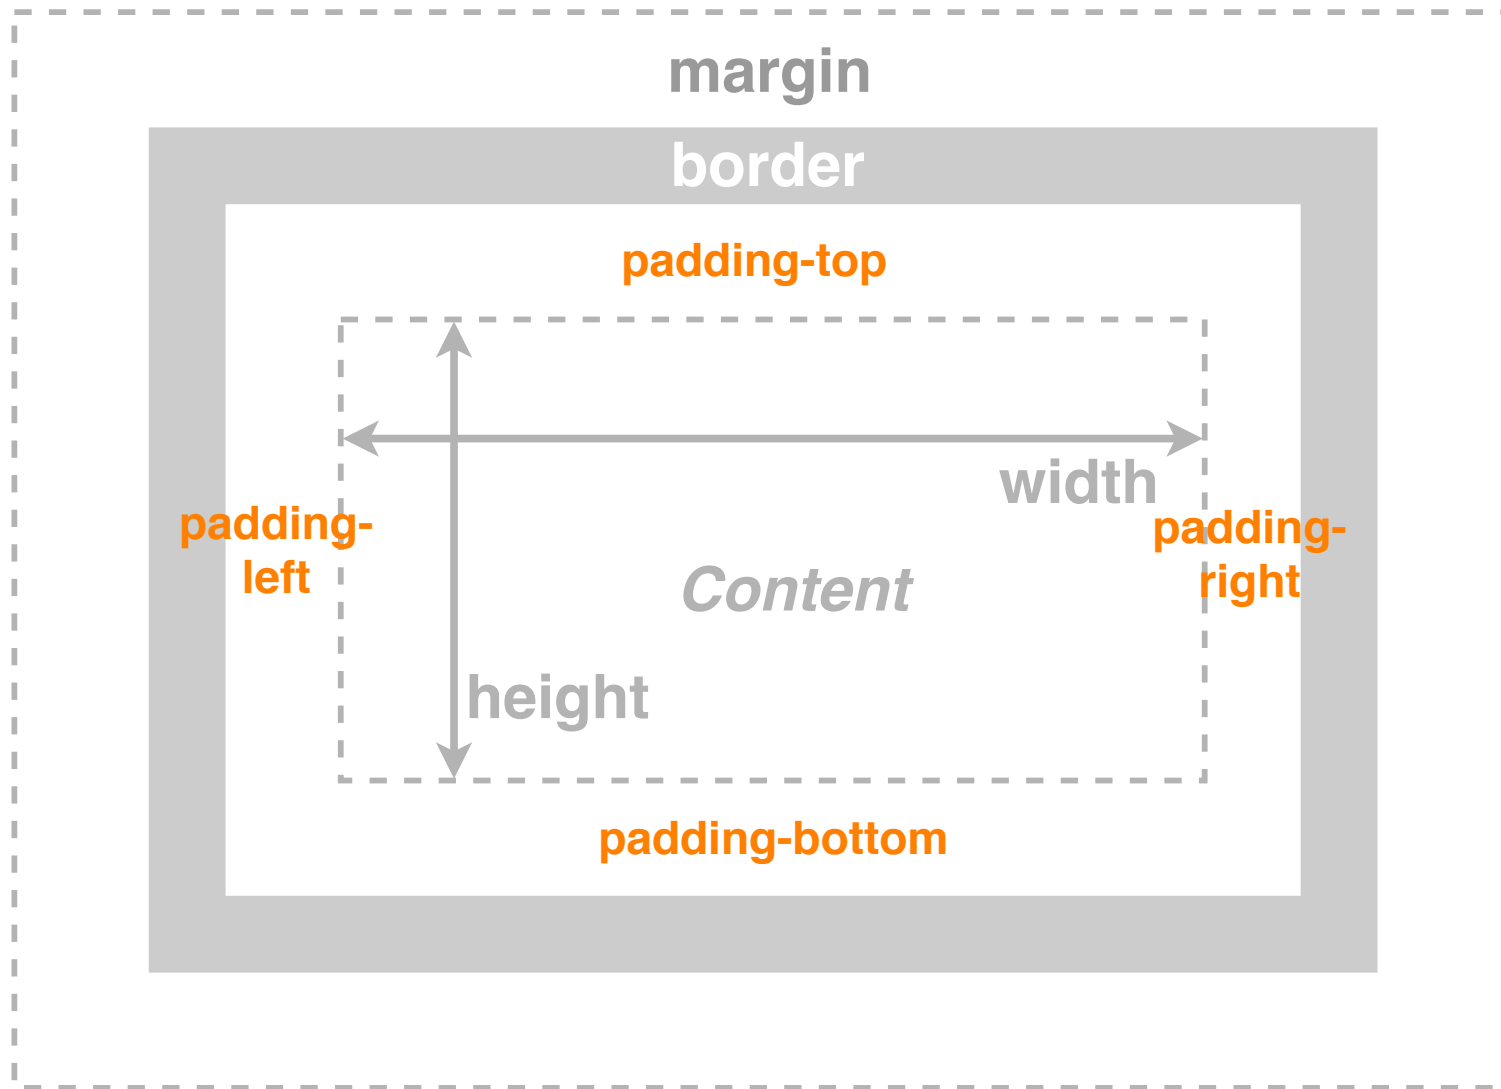 margin
border
padding-top
width
padding-
left
padding-
right
Content
height
padding-bottom